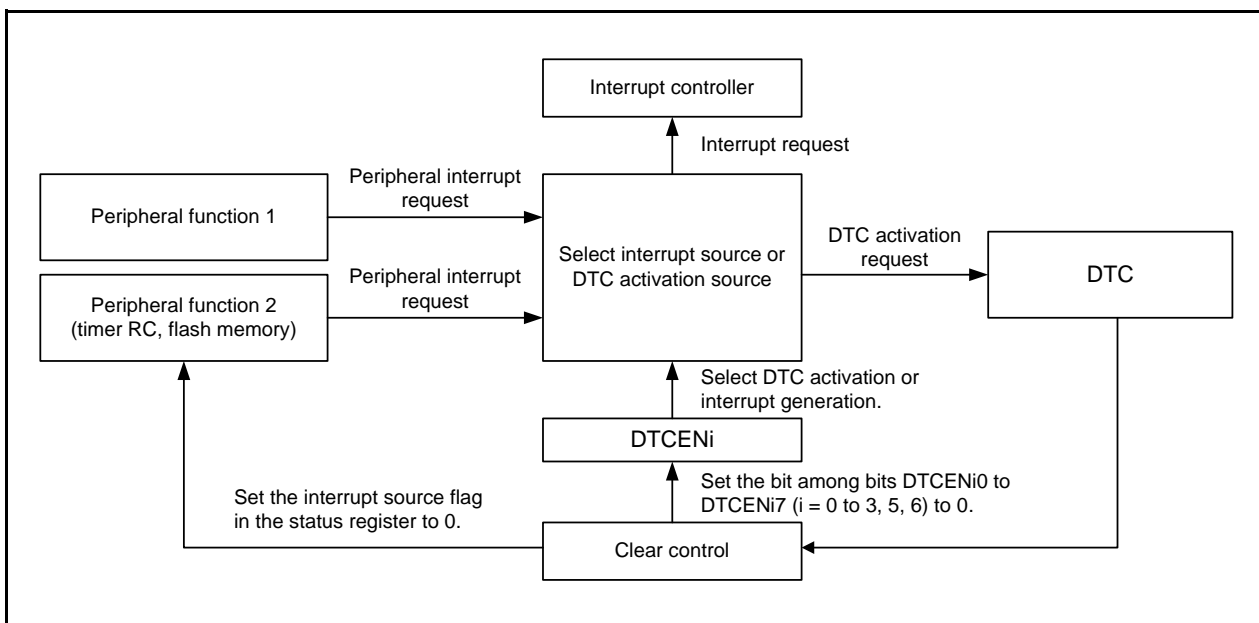 Interrupt controller
Interrupt request
Peripheral function 1
Peripheral interrupt
request
Select interrupt source or
DTC activation source
DTC activation
request
DTC
Peripheral function 2
(timer RC, flash memory)
Peripheral interrupt
request
Select DTC activation or
interrupt generation.
DTCENi
Set the interrupt source flag
in the status register to 0.
Set the bit among bits DTCENi0 to
DTCENi7 (i = 0 to 3, 5, 6) to 0.
Clear control